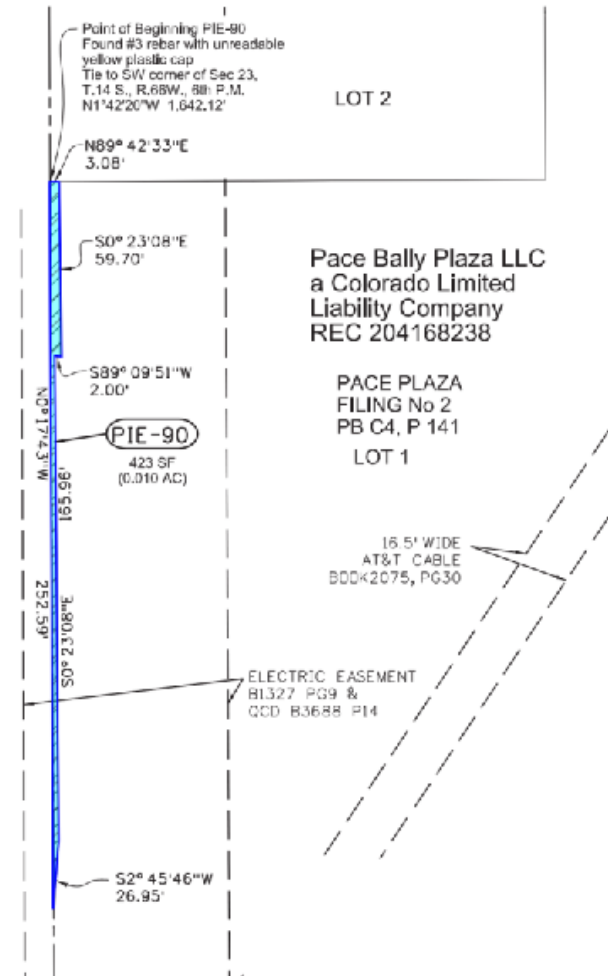 Point of Beginning PIE-90
Found #3 rebar with unreadable
yellow plastic cap
Tie to SW corner of Sec 23,
T.14 S., R.66W., 6th P.M.
N1°42'20"W 1,642.12'
LOT 2
N89° 42'33"E
3.08'
S0° 23'08"E
59.70'
Pace Bally Plaza LLC
a Colorado Limited
Liability Company
REC 204168238
S89° 09'51"W
2.00'
PACE PLAZA
FILING No 2
PB C4, P 141
LOT 1
N0° 17'43"W
252.59'
PIE-90
423 SF
(0.010 AC)
165.96'
S0° 23'08"E
16.5' WIDE
AT&T CABLE
BOOK2075, PG30
ELECTRIC EASEMENT
B1327 PG9 &
QCD B3688 P14
S2° 45'46"W
26.95'